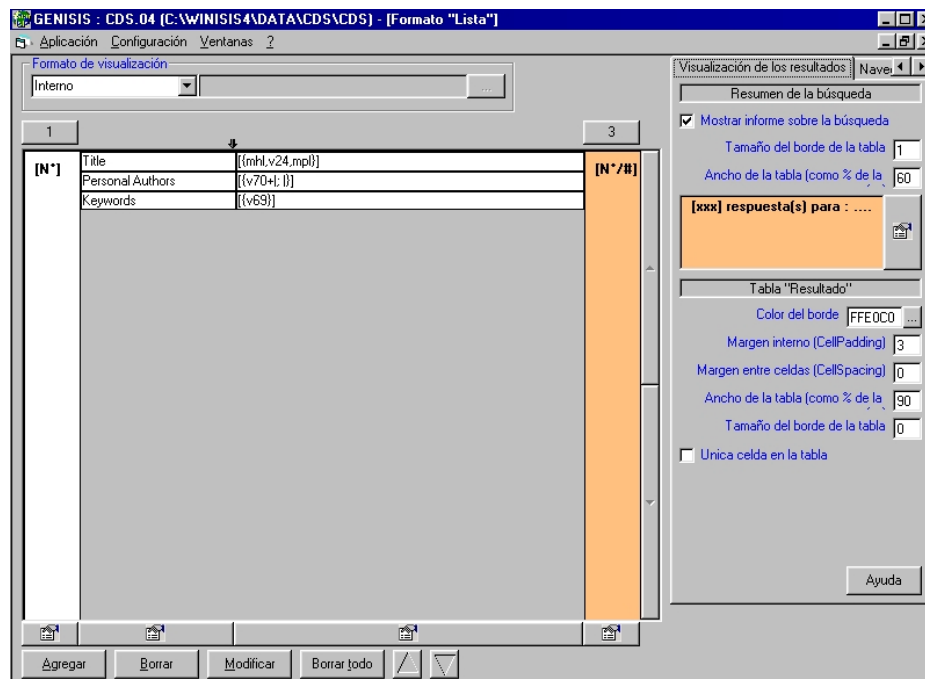 GENISIS : CDS.04 (C:\WINISIS4\DATA\CDS\CDS) - [Formato "Lista"]
Aplicación Configuración Ventanas ?
Formato de visualización
Interno
...
1
3
[N°]
Title [{mhl,v24,mpl}]
Personal Authors [{v70+|; |}]
Keywords [{v69}]
[N°/#]
Agregar Borrar Modificar Borrar todo
Visualización de los resultados
Resumen de la búsqueda
Mostrar informe sobre la búsqueda
Tamaño del borde de la tabla 1
Ancho de la tabla (como % de la 60
[xxx] respuesta(s) para : ....
Tabla "Resultado"
Color del borde FFE0C0 ...
Margen interno (CellPadding) 3
Margen entre celdas (CellSpacing) 0
Ancho de la tabla (como % de la 90
Tamaño del borde de la tabla 0
Unica celda en la tabla
Ayuda